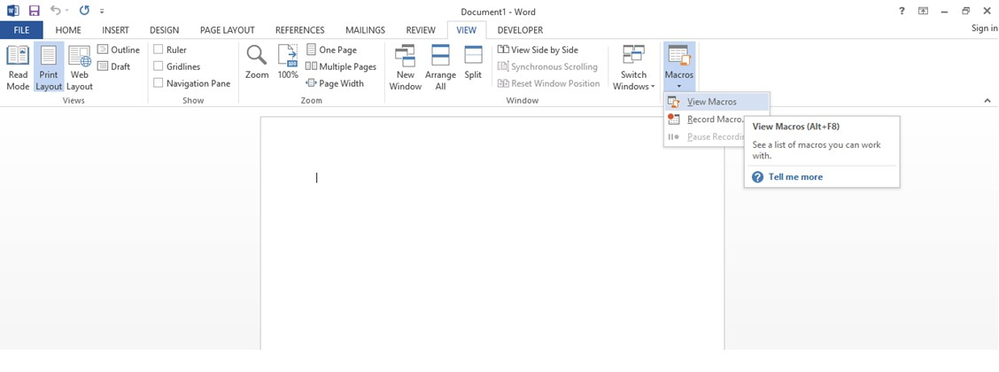 Document1 - Word
?
Sign in
FILE HOME INSERT DESIGN PAGE LAYOUT REFERENCES MAILINGS REVIEW VIEW DEVELOPER
Read Mode
Print Layout
Web Layout
Outline
Draft
Views
Ruler
Gridlines
Navigation Pane
Show
Zoom
100%
One Page
Multiple Pages
Page Width
Zoom
New Window
Arrange All
Split
View Side by Side
Synchronous Scrolling
Reset Window Position
Window
Switch Windows
Macros
View Macros
Record Macro..
Pause Recordin
View Macros (Alt+F8)
See a list of macros you can work
with.
? Tell me more